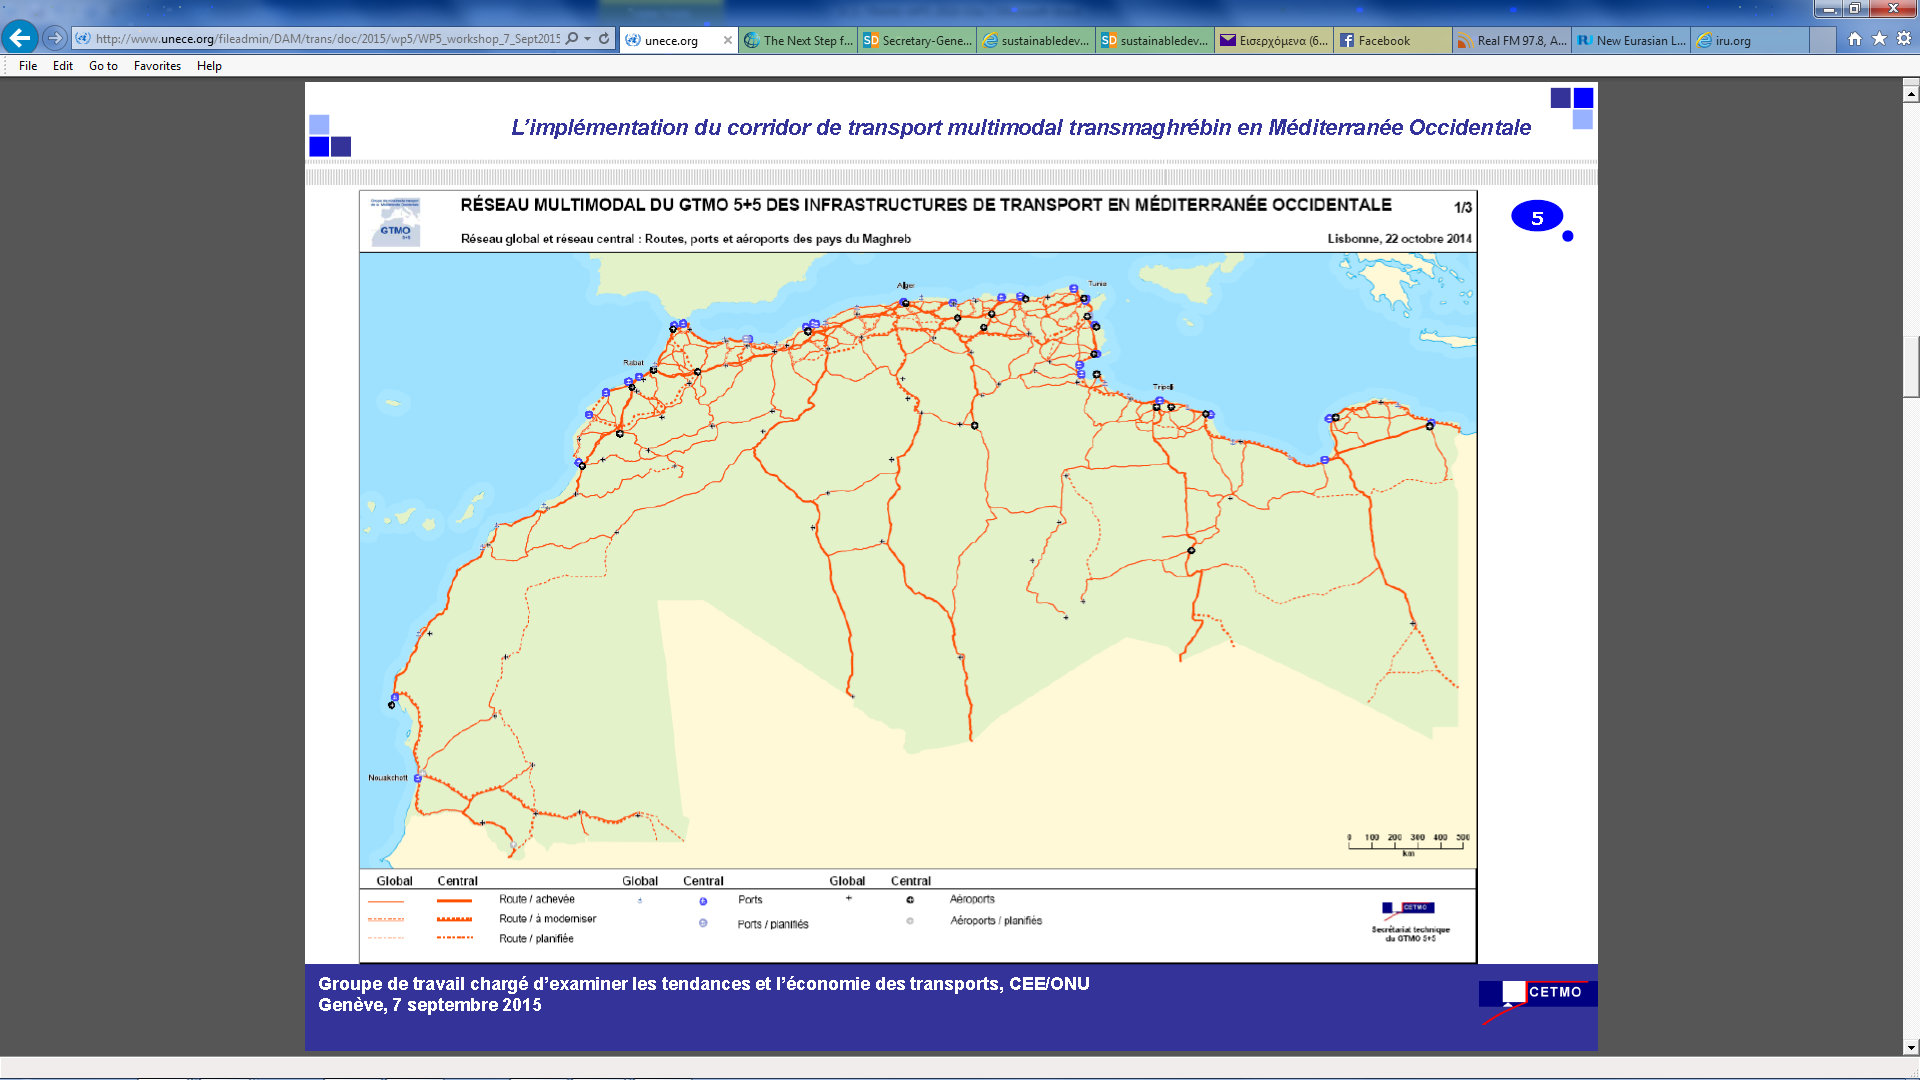 http://www.unece.org/fileadmin/DAM/trans/doc/2015/wp5/WP5_workshop_7_Sept2015
unece.org
The Next Step f...
Secretary-Gene...
sustainabledev...
sustainabledev...
Εισερχόμενα (6...
Facebook
Real FM 97.8, A...
New Eurasian L...
iru.org
File Edit Go to Favorites Help
L'implémentation du corridor de transport multimodal transmaghrébin en Méditerranée Occidentale
5
GTMO
5+5
RÉSEAU MULTIMODAL DU GTMO 5+5 DES INFRASTRUCTURES DE TRANSPORT EN MÉDITERRANÉE OCCIDENTALE
1/3
Réseau global et réseau central : Routes, ports et aéroports des pays du Maghreb
Lisbonne, 22 octobre 2014
Alger
Tunis
Rabat
Tripoli
Nouakchott
0 100 200 300 400 500
km
Global Central Global Central Global Central
Route / achevée Ports Aéroports
Route / à moderniser Ports / planifiés Aéroports / planifiés
Route / planifiée
CETMO
Secrétariat technique
du GTMO 5+5
Groupe de travail chargé d'examiner les tendances et l'économie des transports, CEE/ONU
Genève, 7 septembre 2015
CETMO